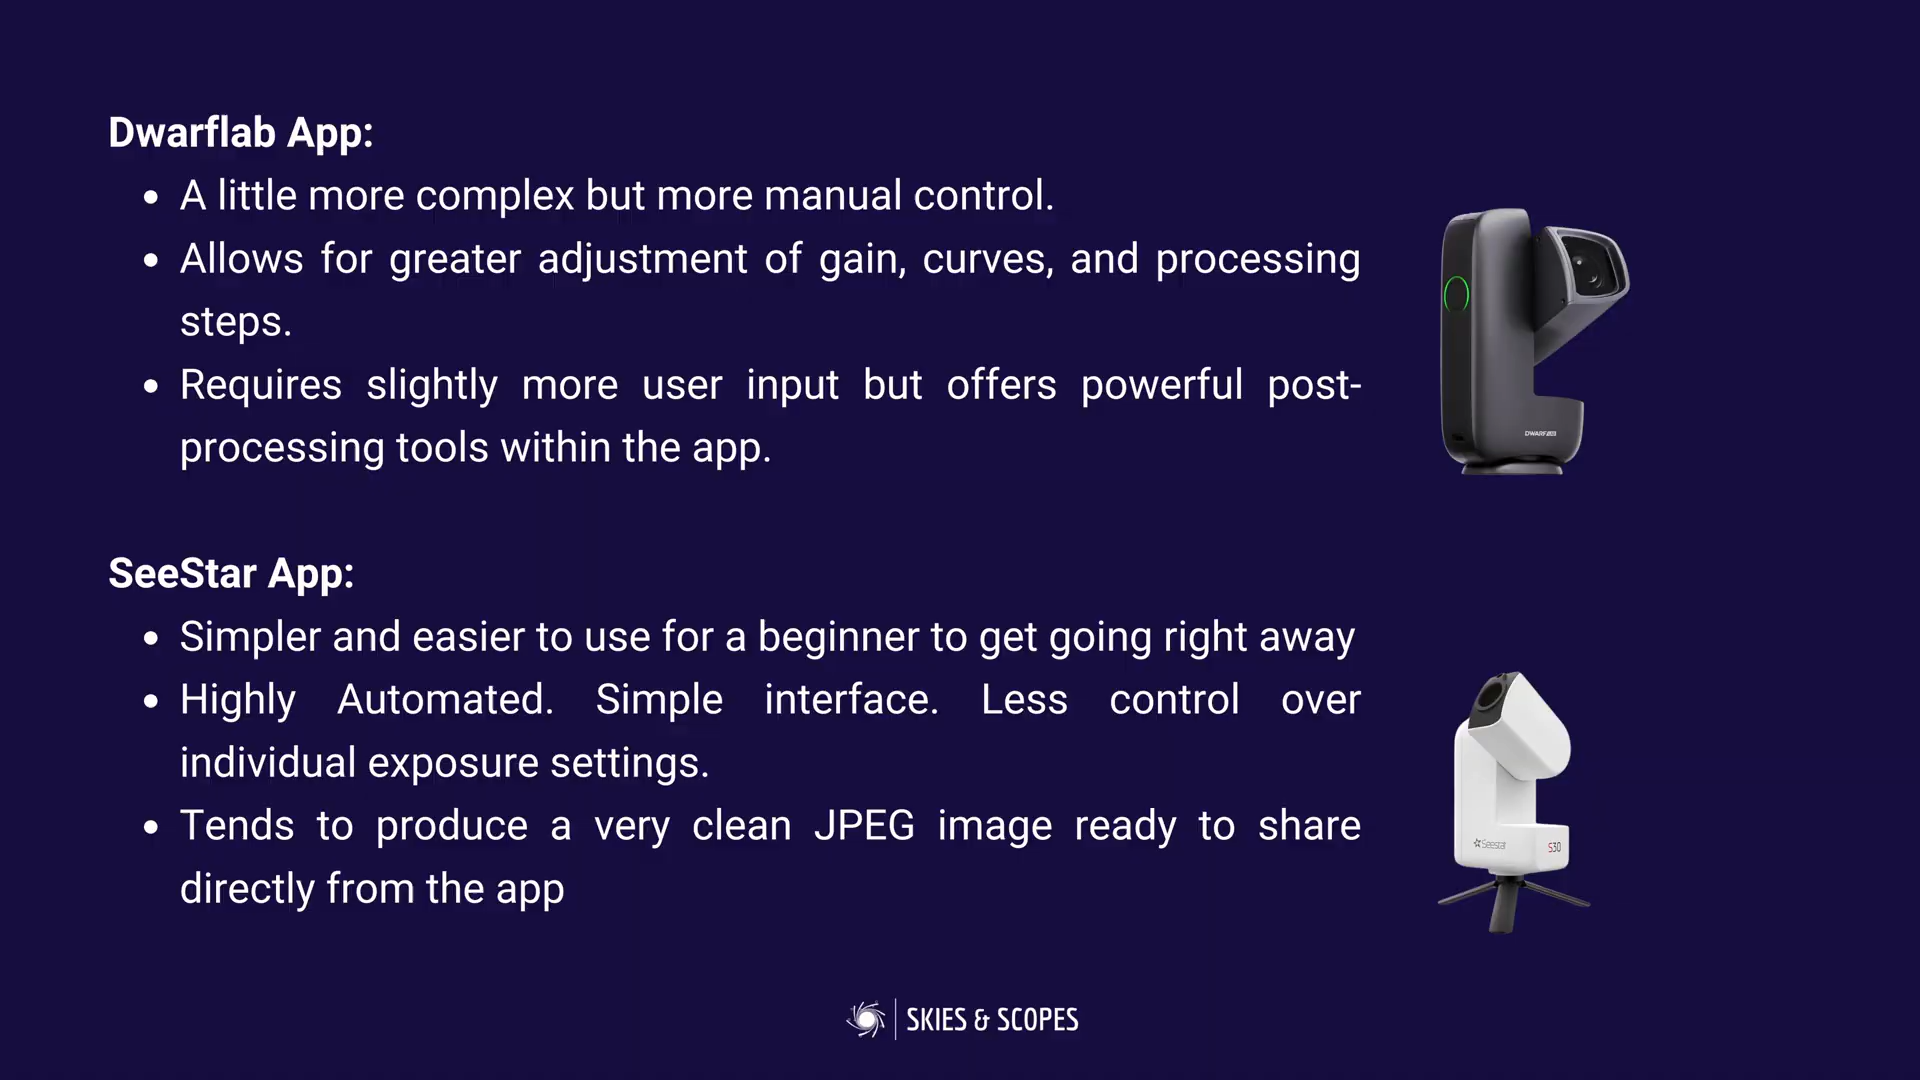 Dwarflab App:
• A little more complex but more manual control.
• Allows for greater adjustment of gain, curves, and processing
steps.
• Requires slightly more user input but offers powerful post-
processing tools within the app.
DWARFLAB
SeeStar App:
• Simpler and easier to use for a beginner to get going right away
• Highly Automated. Simple interface. Less control over
individual exposure settings.
• Tends to produce a very clean JPEG image ready to share
directly from the app
Seestar
S30
SKIES & SCOPES